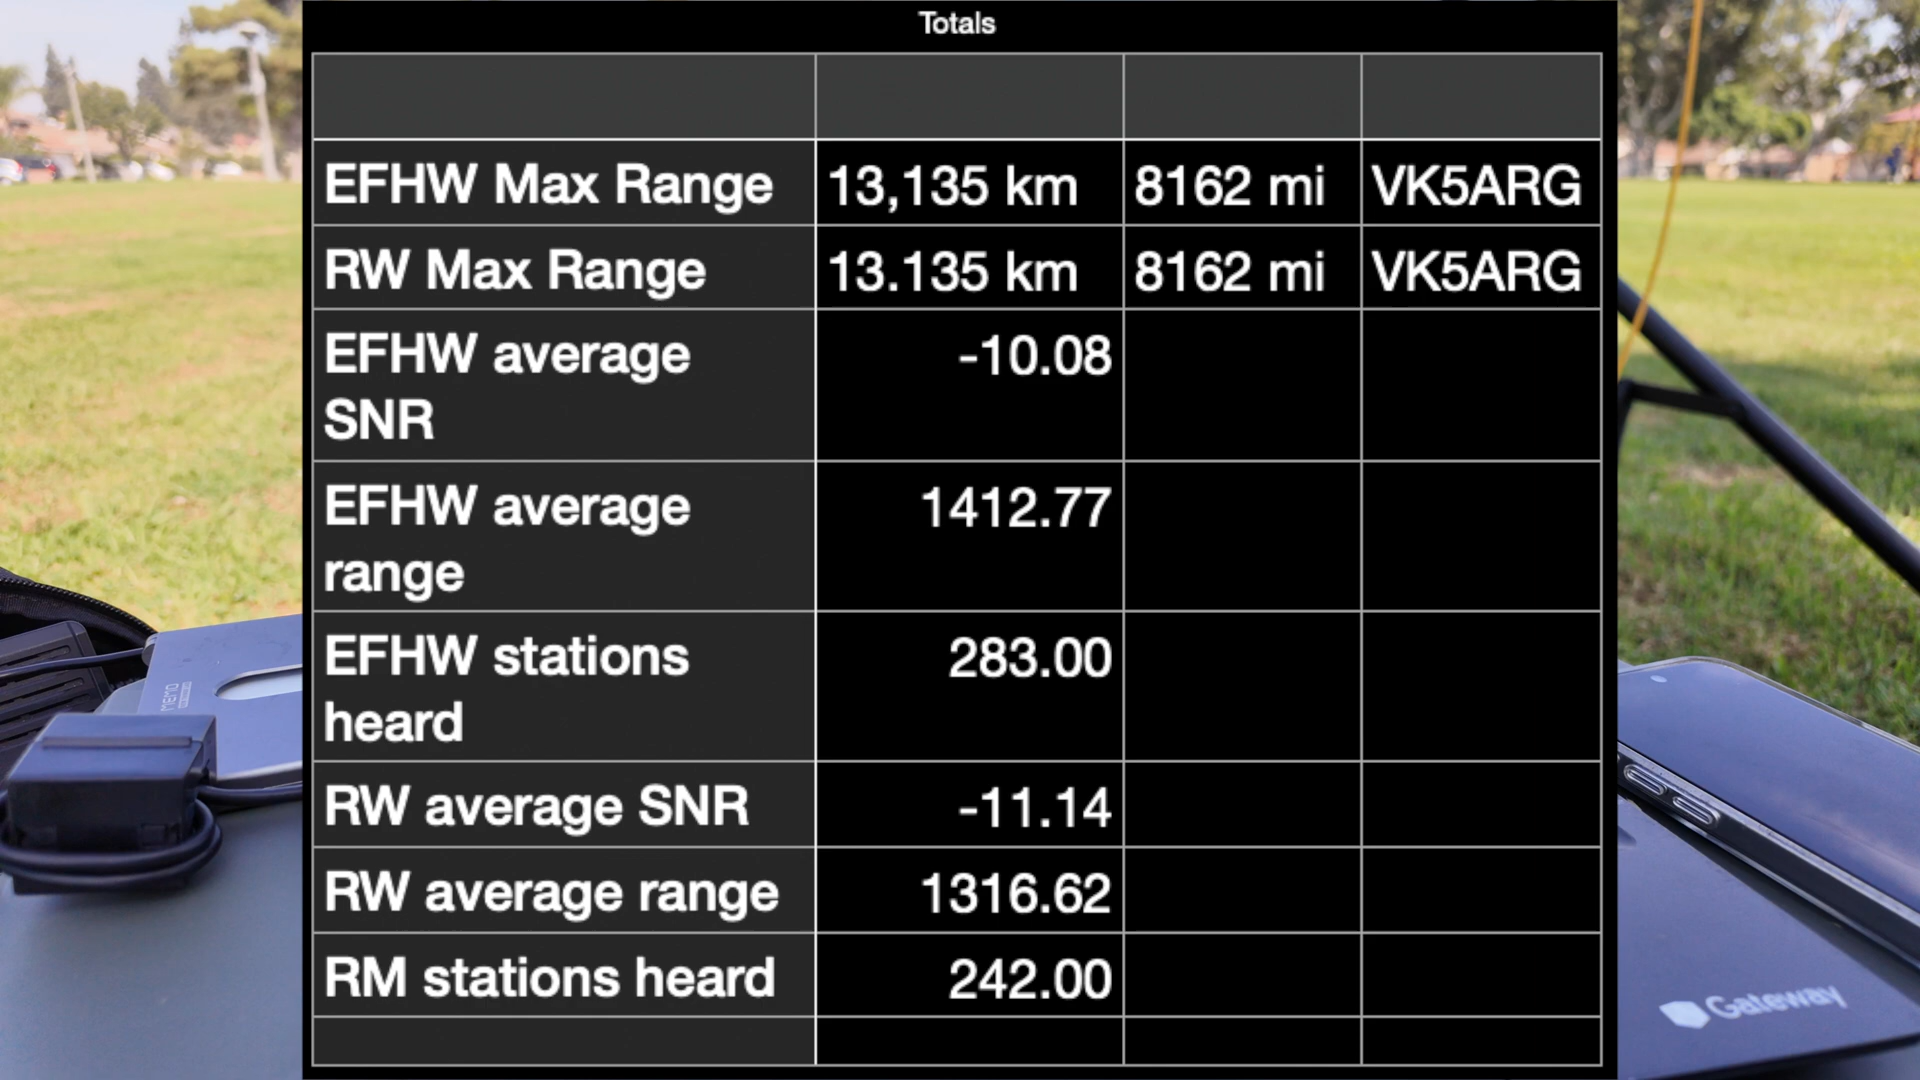 Totals
EFHW Max Range 13,135 km 8162 mi VK5ARG
RW Max Range 13.135 km 8162 mi VK5ARG
EFHW average -10.08
SNR
EFHW average 1412.77
range
EFHW stations 283.00
heard
RW average SNR -11.14
RW average range 1316.62
RM stations heard 242.00
Gateway